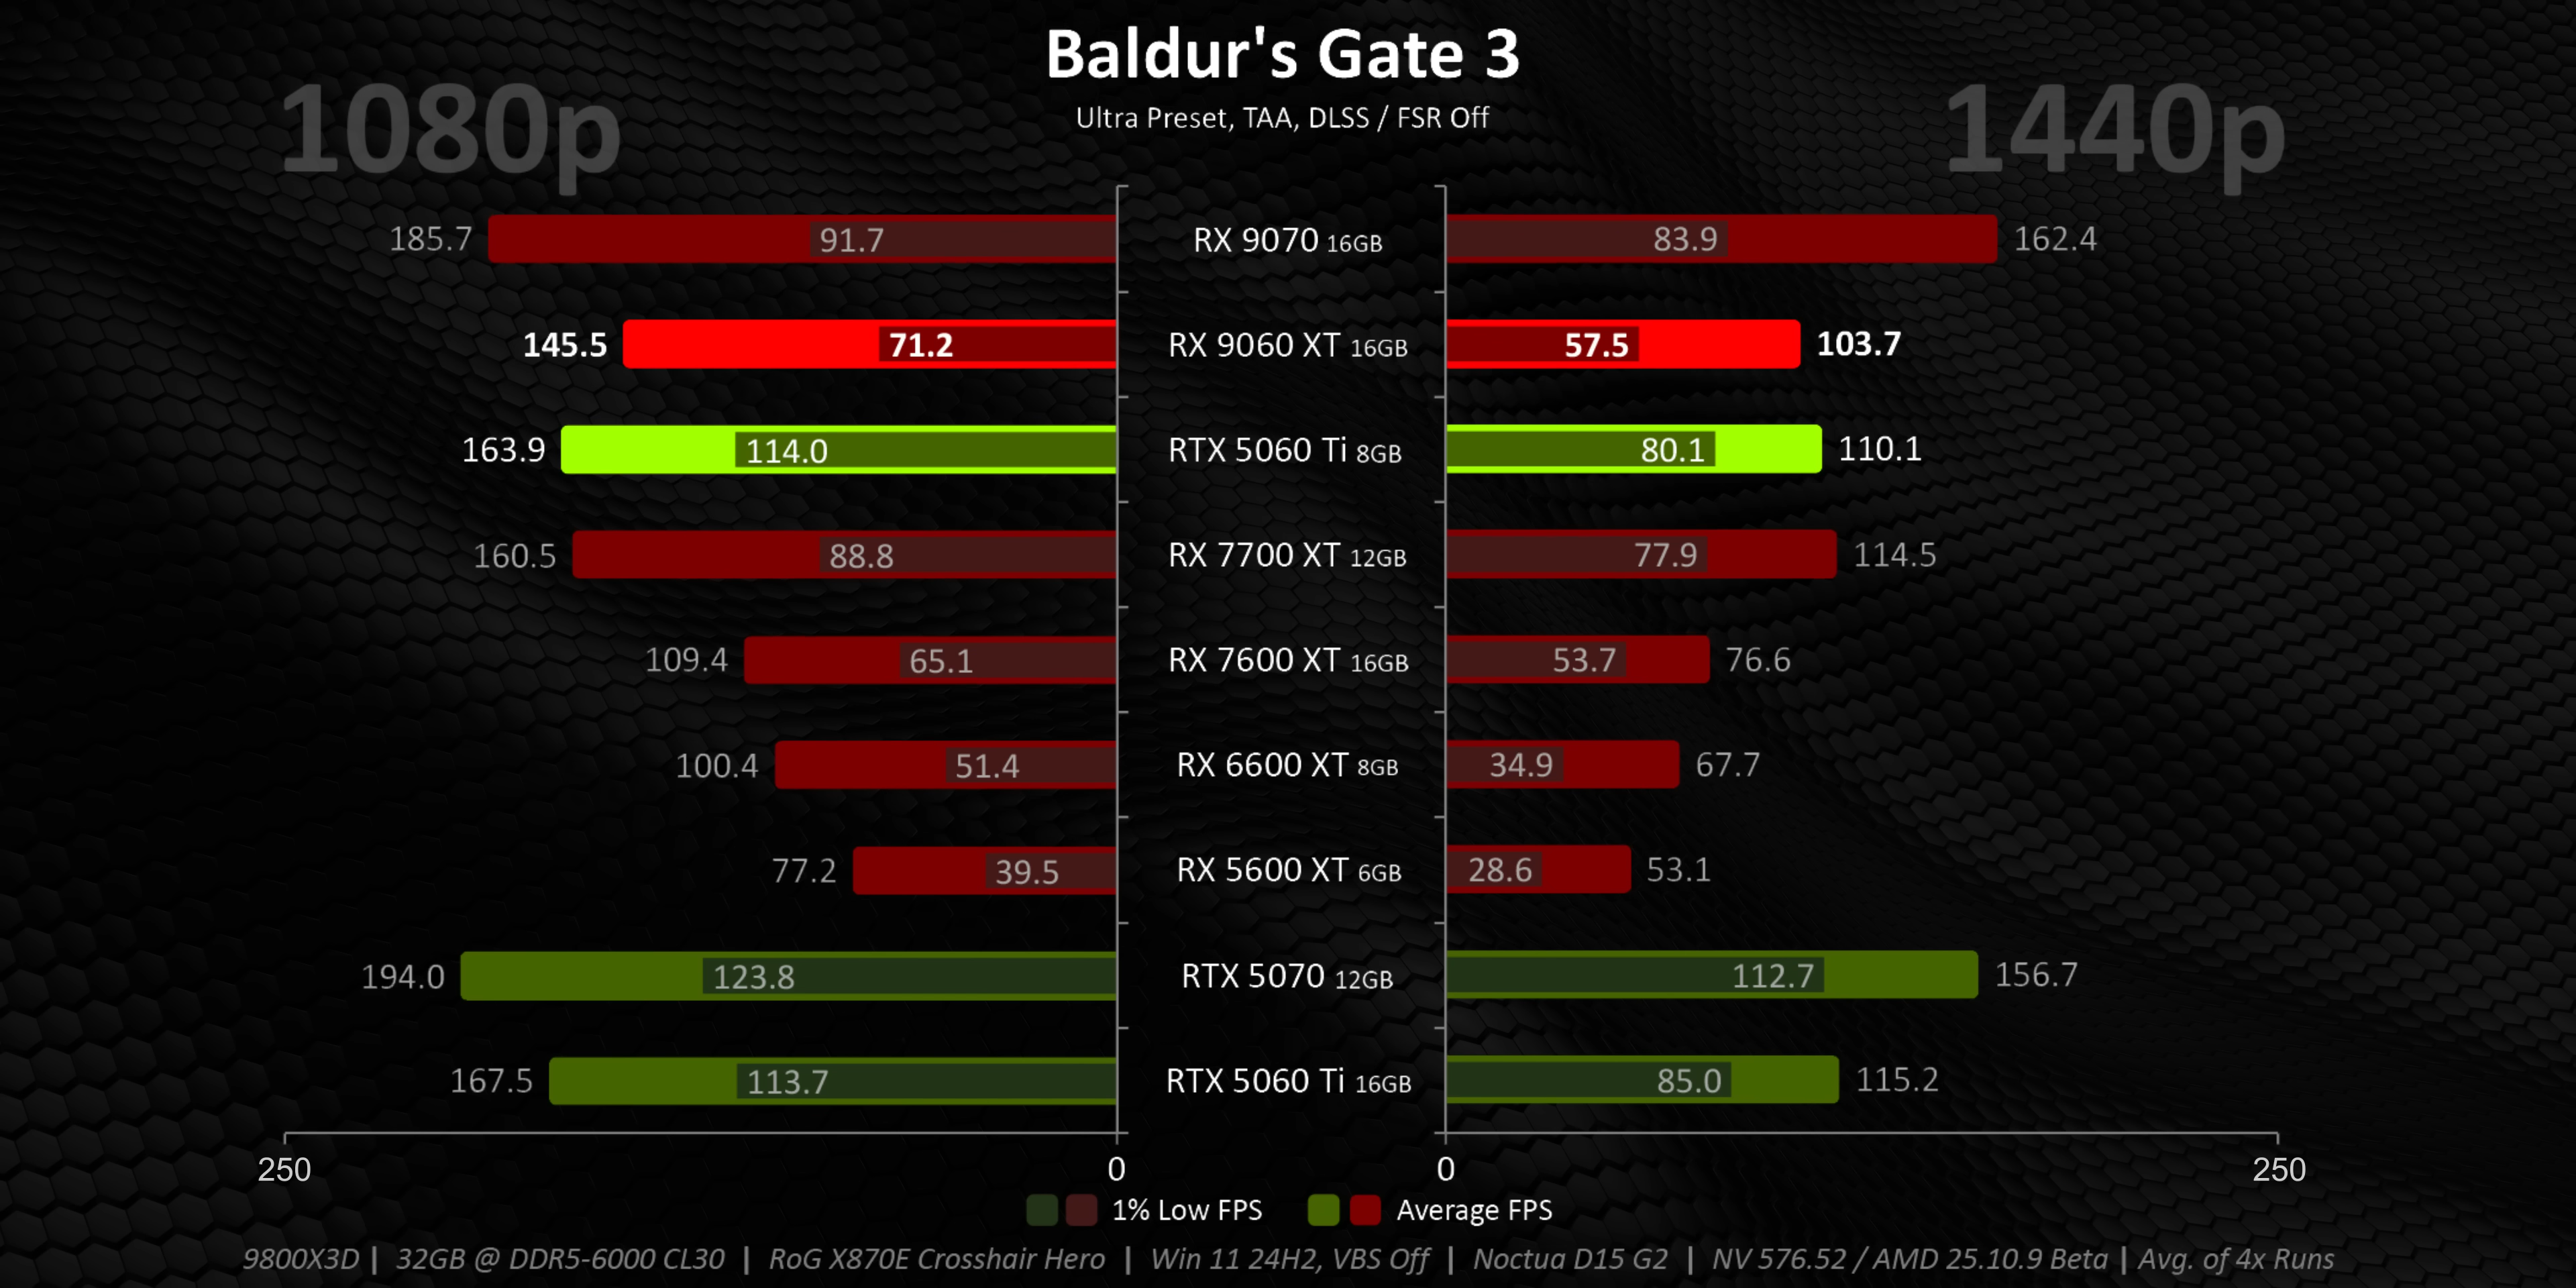 Baldur's Gate 3
Ultra Preset, TAA, DLSS / FSR Off
1080p 1440p
185.7 91.7 RX 9070 16GB 83.9 162.4
145.5 71.2 RX 9060 XT 16GB 57.5 103.7
163.9 114.0 RTX 5060 Ti 8GB 80.1 110.1
160.5 88.8 RX 7700 XT 12GB 77.9 114.5
109.4 65.1 RX 7600 XT 16GB 53.7 76.6
100.4 51.4 RX 6600 XT 8GB 34.9 67.7
77.2 39.5 RX 5600 XT 6GB 28.6 53.1
194.0 123.8 RTX 5070 12GB 112.7 156.7
167.5 113.7 RTX 5060 Ti 16GB 85.0 115.2
250 0 0 250
1% Low FPS Average FPS
9800X3D | 32GB @ DDR5-6000 CL30 | RoG X870E Crosshair Hero | Win 11 24H2, VBS Off | Noctua D15 G2 | NV 576.52 / AMD 25.10.9 Beta | Avg. of 4x Runs